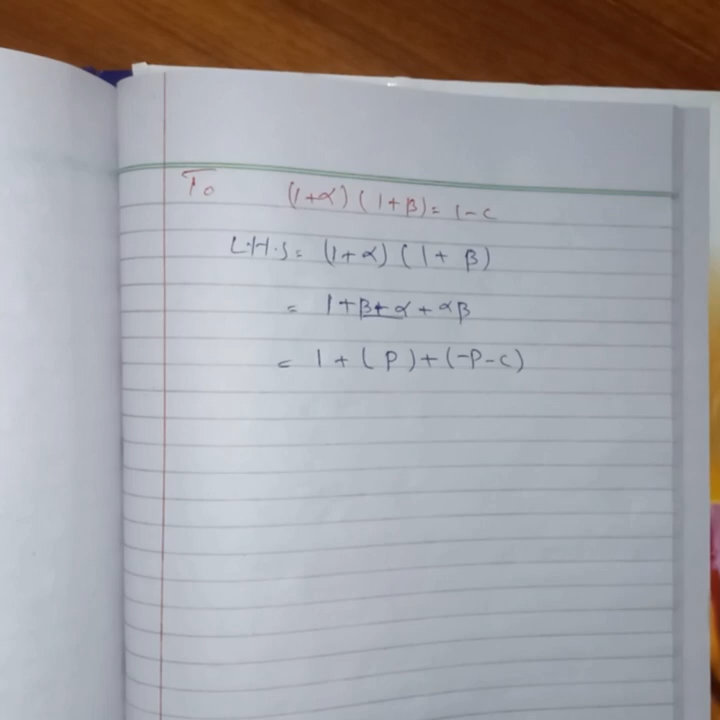 To (1+α)(1+β)= 1-c
L.H.S= (1+α)(1+ β)
= 1+β+α+αβ
= 1+(P)+(-P-c)